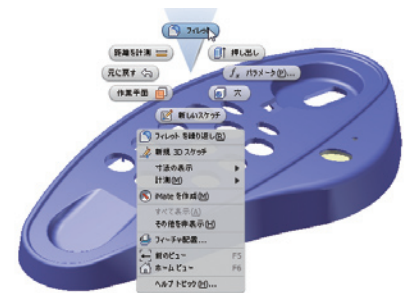 フィレット
距離を計測 押し出し
元に戻す fx パラメータ(P)...
作業平面 穴
新しいスケッチ
フィレット を繰り返し(R)
新規 3D スケッチ
寸法の表示
計測(M)
iMate を作成(M)
すべて表示(A)
その他を非表示(H)
フィーチャ配置...
前のビュー F5
ホーム ビュー F6
ヘルプ トピック(H)...